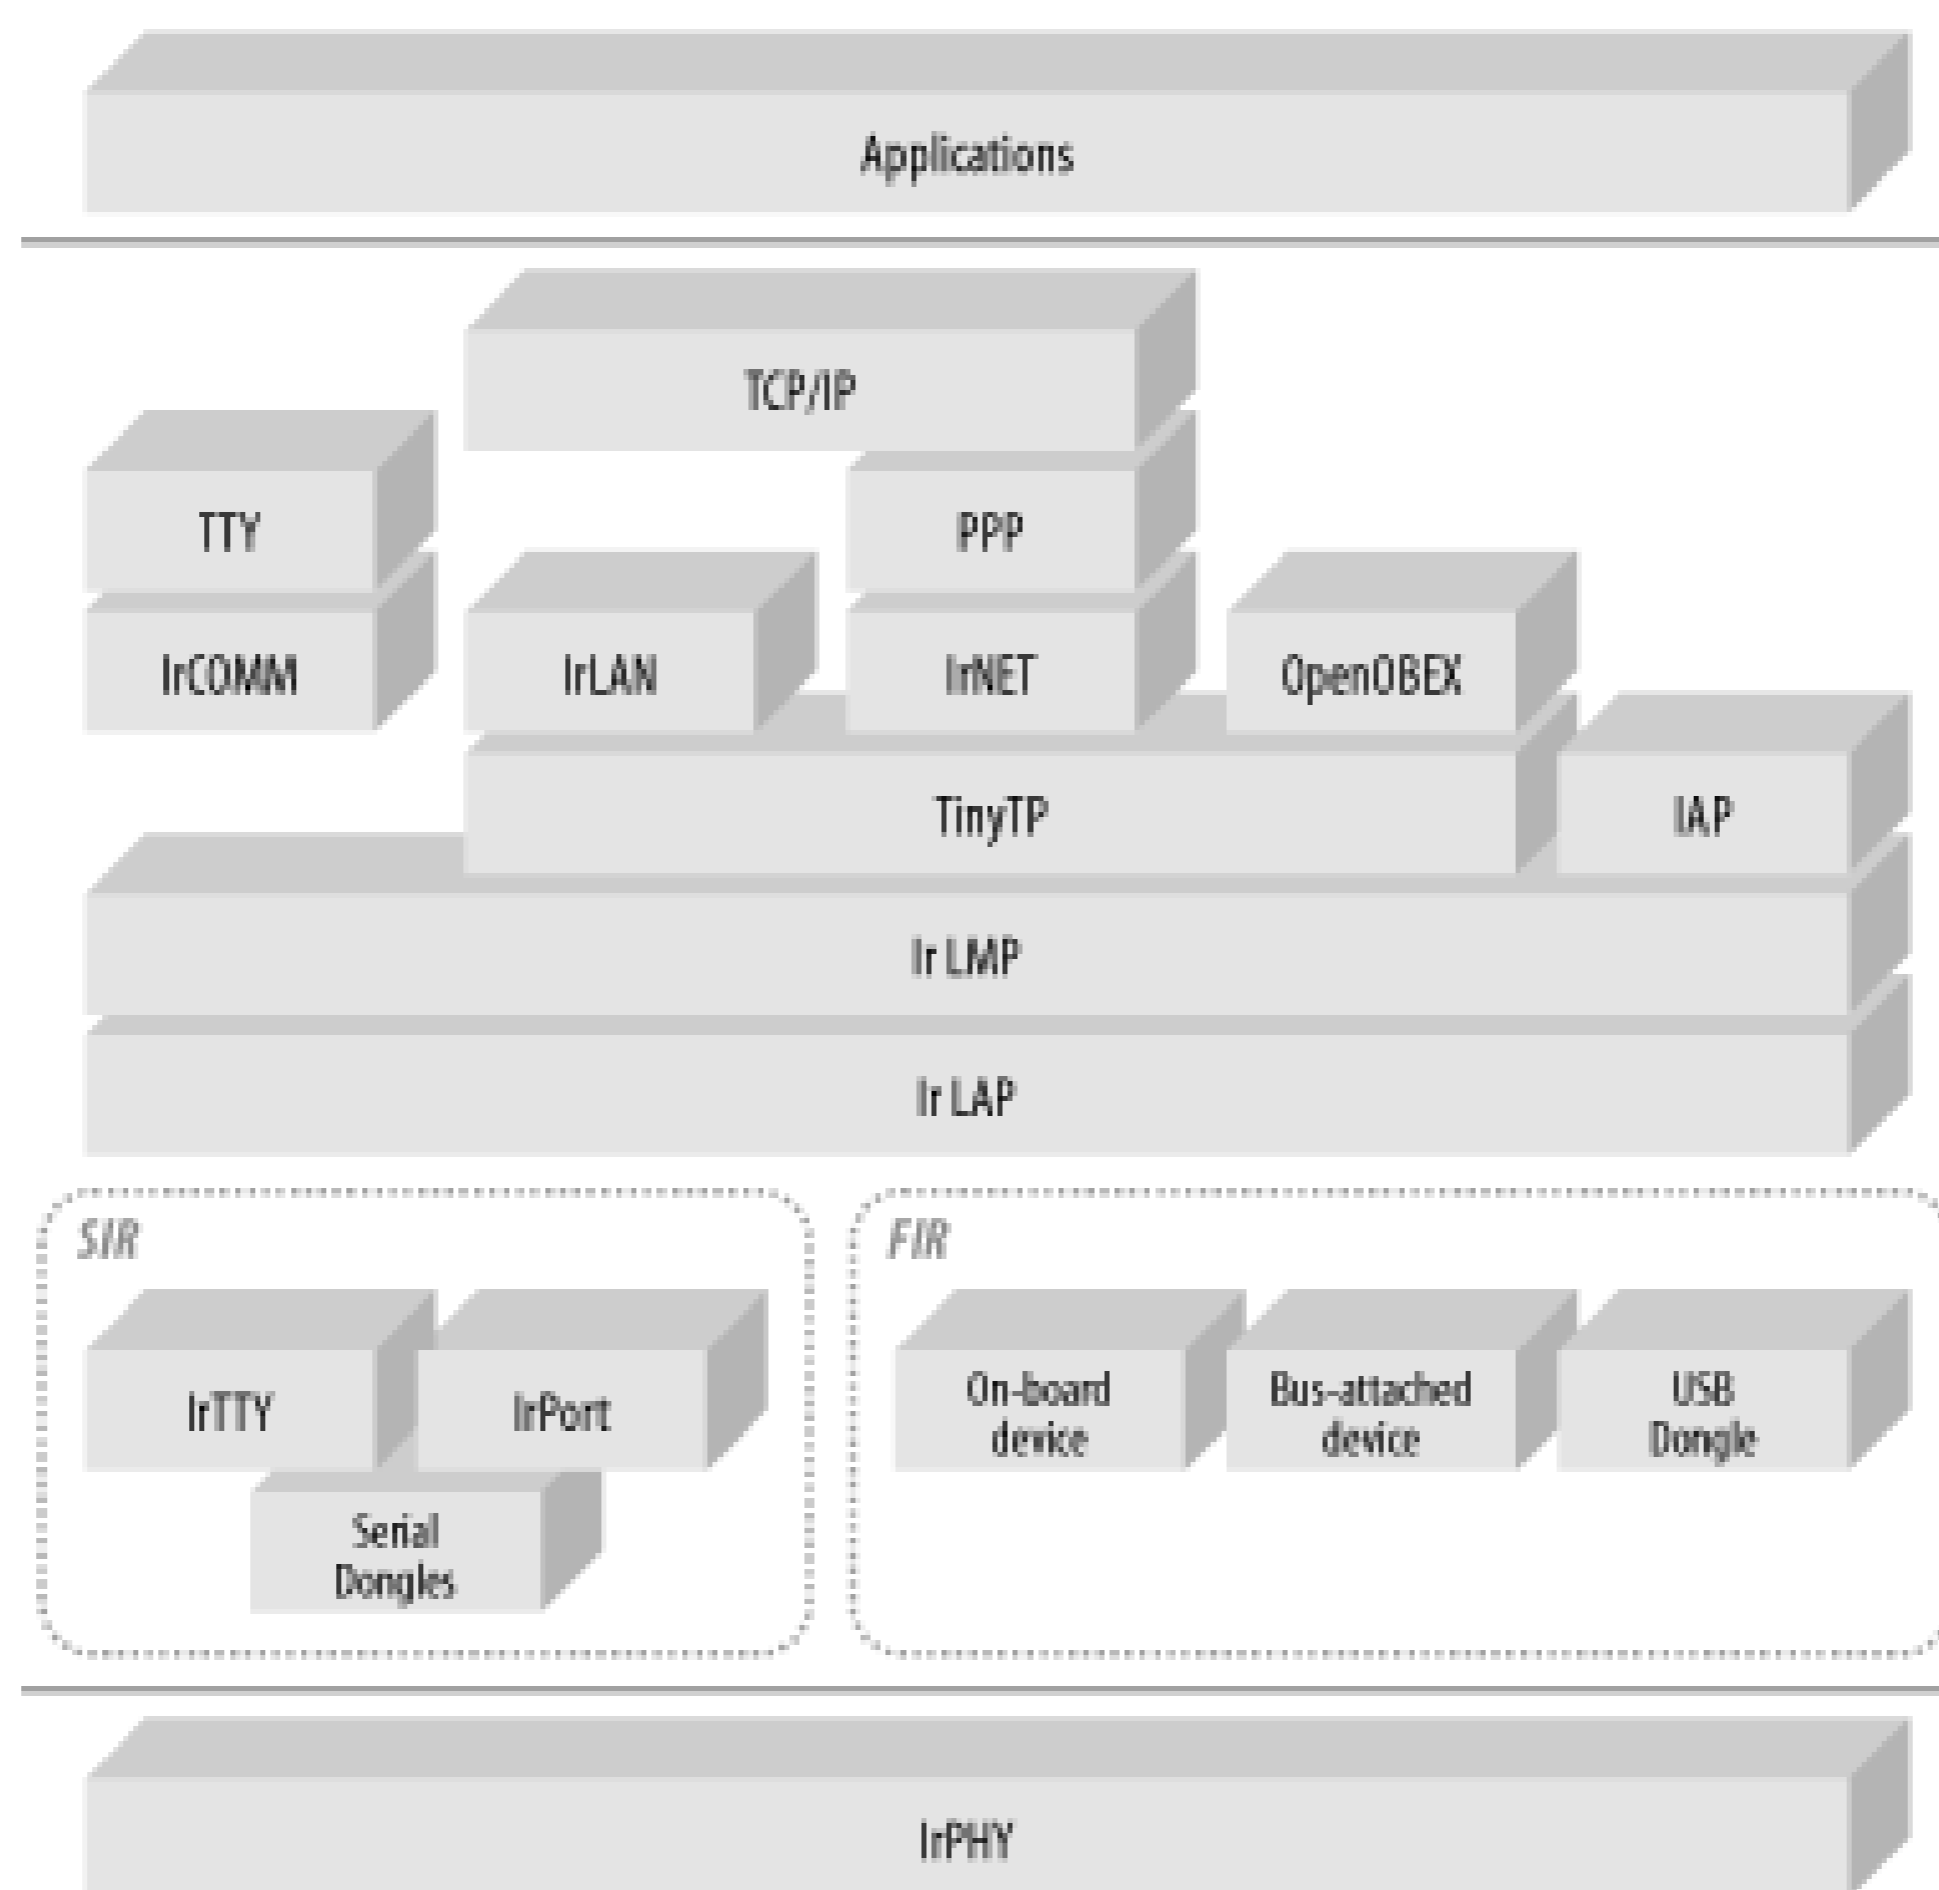 Applications
TCP/IP
TTY
PPP
IrCOMM
IrLAN
IrNET
OpenOBEX
TinyTP
IAP
Ir LMP
Ir LAP
SIR
FIR
IrTTY
IrPort
On-board
device
Bus-attached
device
USB
Dongle
Serial
Dongles
IrPHY